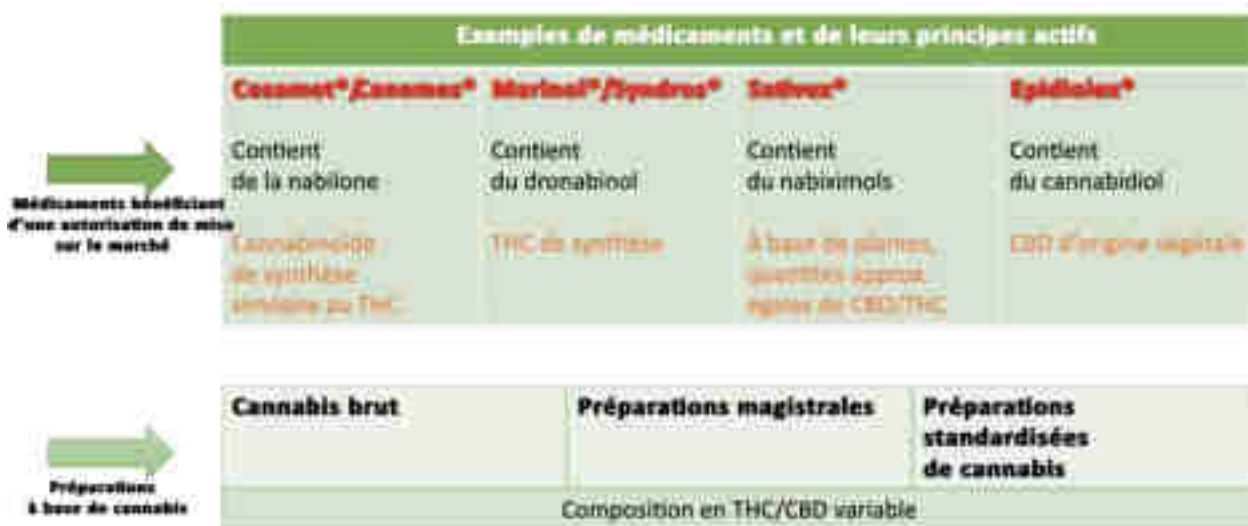 Examples de médicaments et de leurs principes actifs
Cesamet®/Canemes® Marinol®/Syndros® Sativex® Epidiolex®
Contient
de la nabilone
Contient
du dronabinol
Contient
du nabiximols
Contient
du cannabidiol
Médicaments bénéficiant
d'une autorisation de mise
sur le marché
Cannabinoïde
de synthèse
similaire au THC
THC de synthèse
À base de plantes,
quantités approx.
égales de CBD/THC
CBD d'origine végétale
Cannabis brut
Préparations magistrales
Préparations
standardisées
de cannabis
Préparations
à base de cannabis
Composition en THC/CBD variable